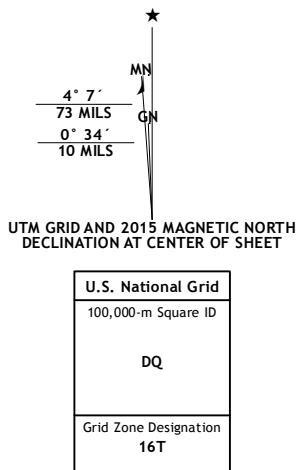 ★
MN
4° 7´
73 MILS
GN
0° 34´
10 MILS
UTM GRID AND 2015 MAGNETIC NORTH
DECLINATION AT CENTER OF SHEET
U.S. National Grid
100,000-m Square ID
DQ
Grid Zone Designation
16T